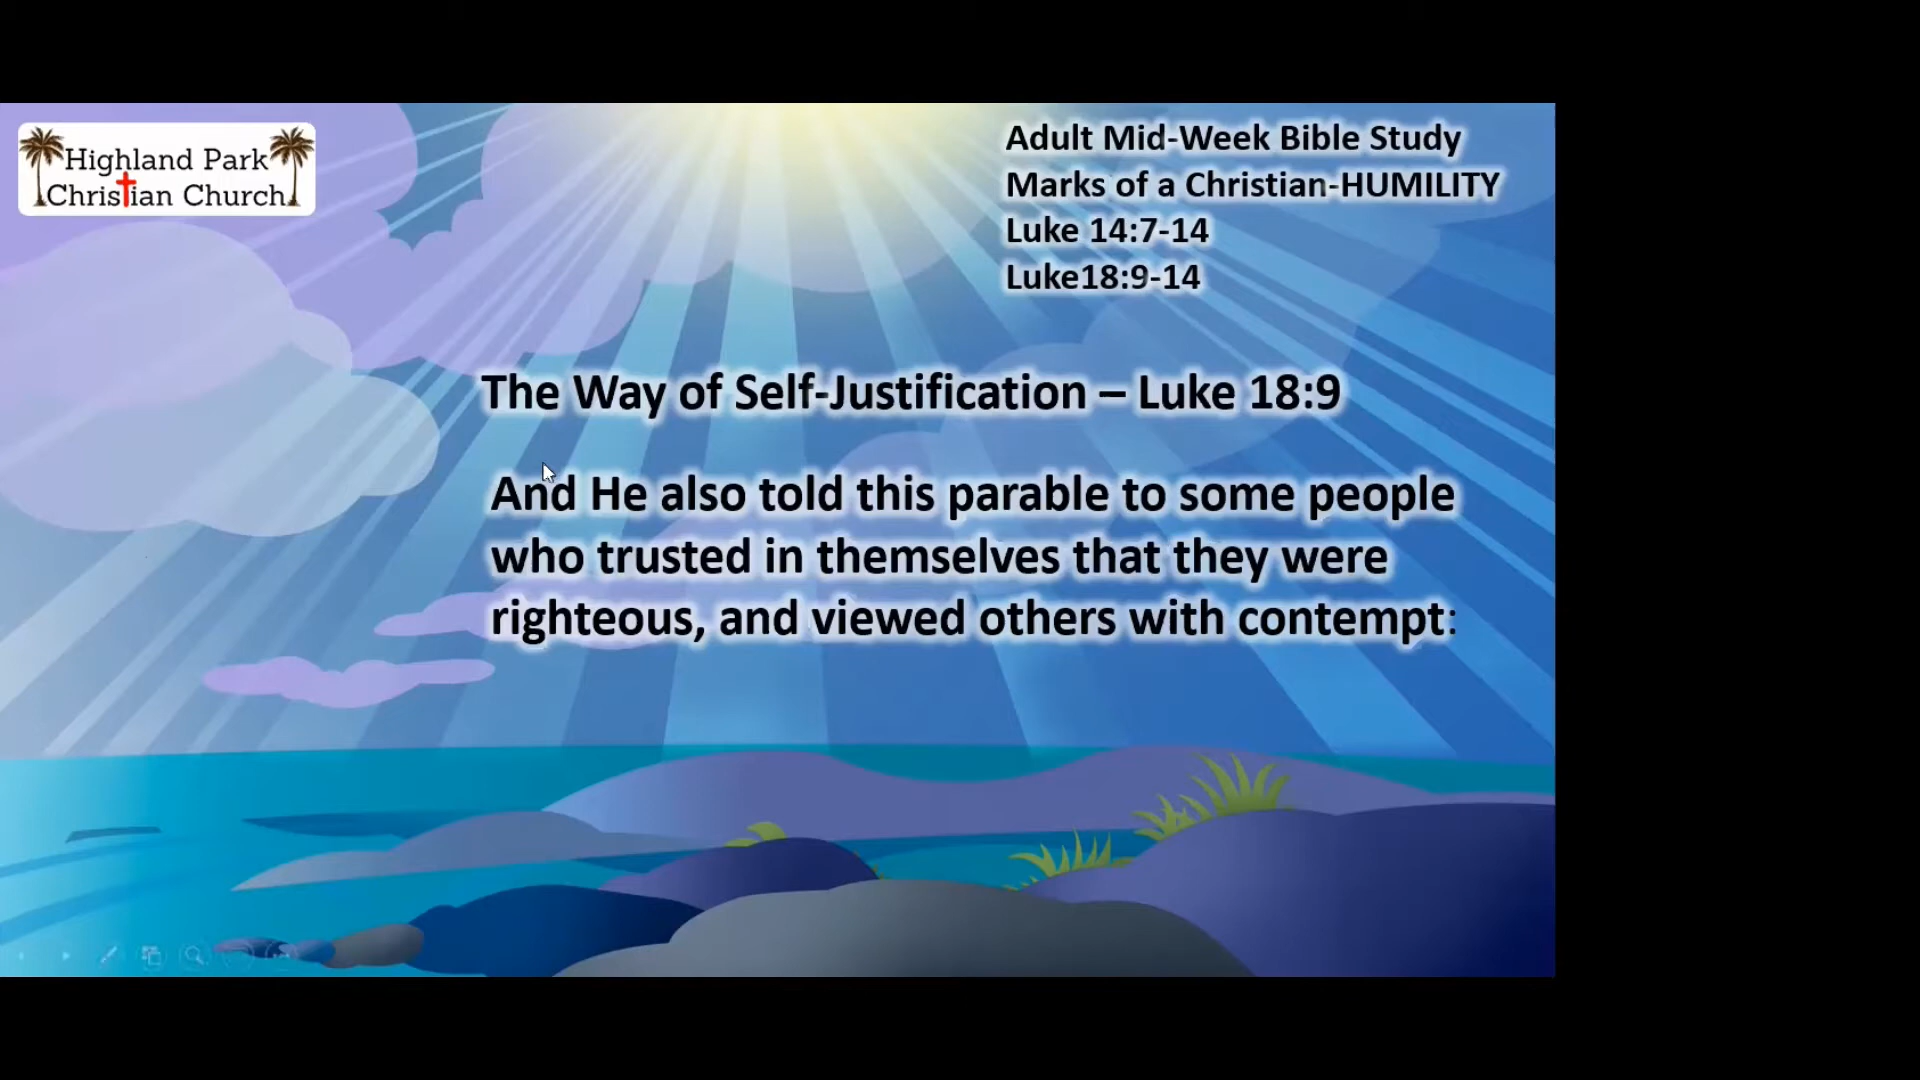 Highland Park
Christian Church
Adult Mid-Week Bible Study
Marks of a Christian-HUMILITY
Luke 14:7-14
Luke18:9-14
The Way of Self-Justification – Luke 18:9
And He also told this parable to some people
who trusted in themselves that they were
righteous, and viewed others with contempt: